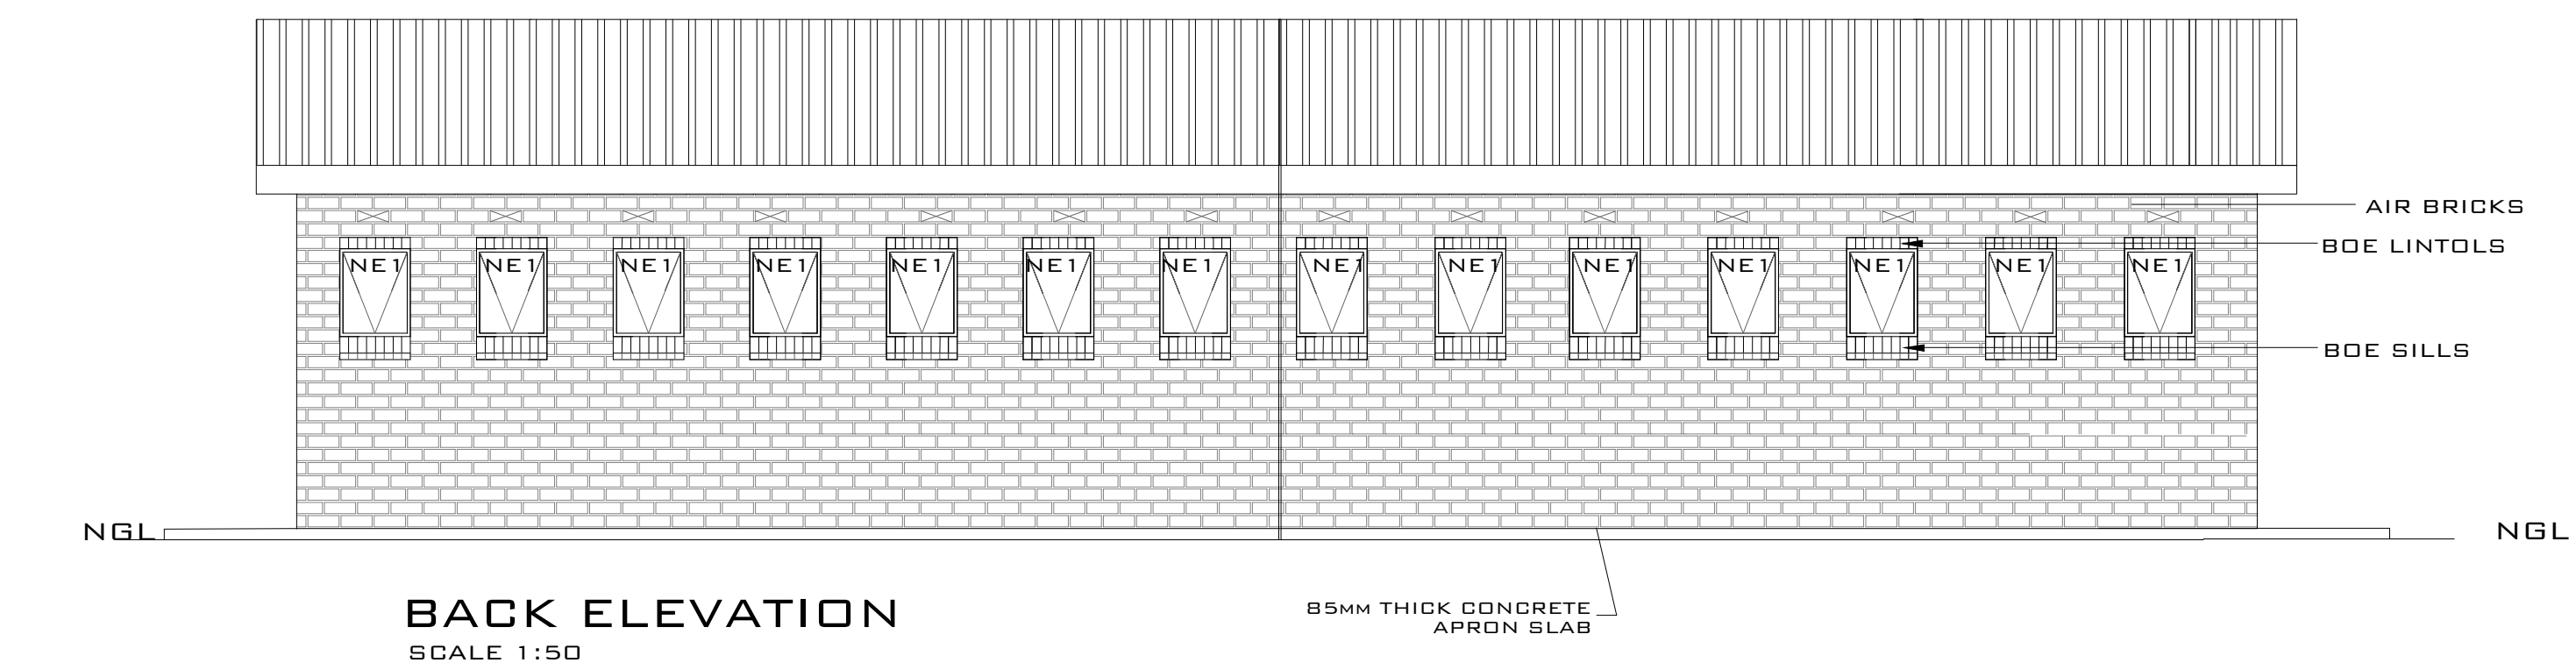 AIR BRICKS
BOE LINTOLS
NE1 NE1 NE1 NE1 NE1 NE1 NE1 NE1 NE1 NE1 NE1 NE1 NE1 NE1
BOE SILLS
NGL NGL
BACK ELEVATION
SCALE 1:50
85MM THICK CONCRETE
APRON SLAB